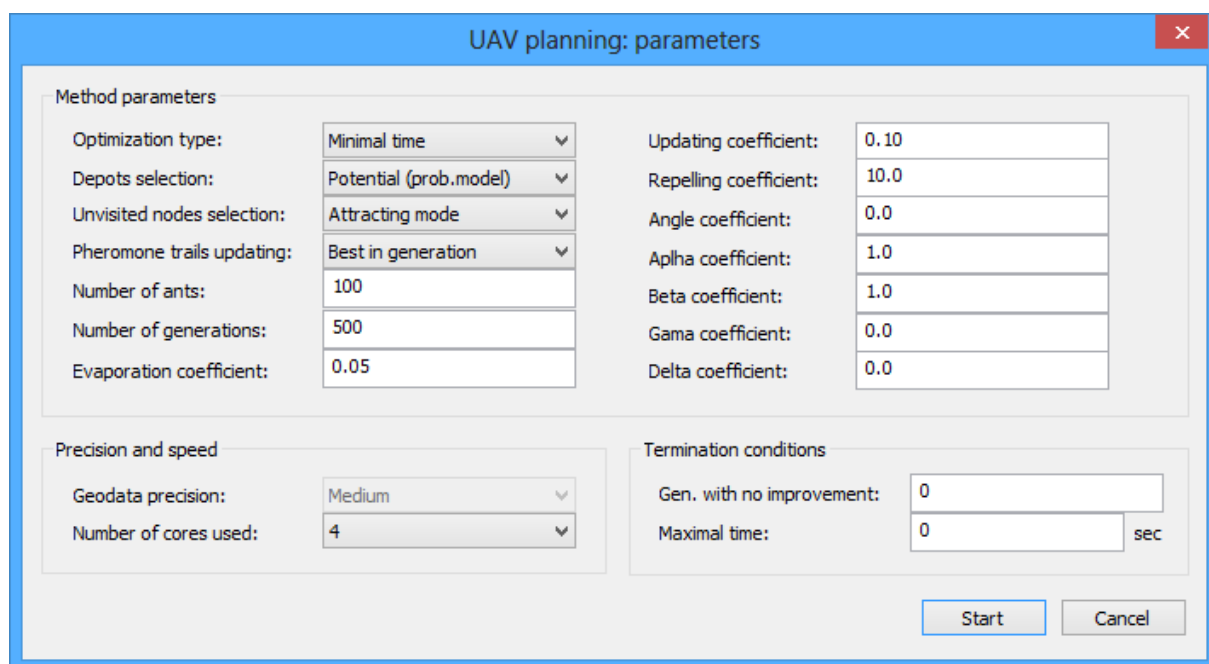 UAV planning: parameters
Method parameters
Optimization type: Minimal time
Depots selection: Potential (prob.model)
Unvisited nodes selection: Attracting mode
Pheromone trails updating: Best in generation
Number of ants: 100
Number of generations: 500
Evaporation coefficient: 0.05
Updating coefficient: 0.10
Repelling coefficient: 10.0
Angle coefficient: 0.0
Aplha coefficient: 1.0
Beta coefficient: 1.0
Gama coefficient: 0.0
Delta coefficient: 0.0
Precision and speed
Geodata precision: Medium
Number of cores used: 4
Termination conditions
Gen. with no improvement: 0
Maximal time: 0 sec
Start Cancel